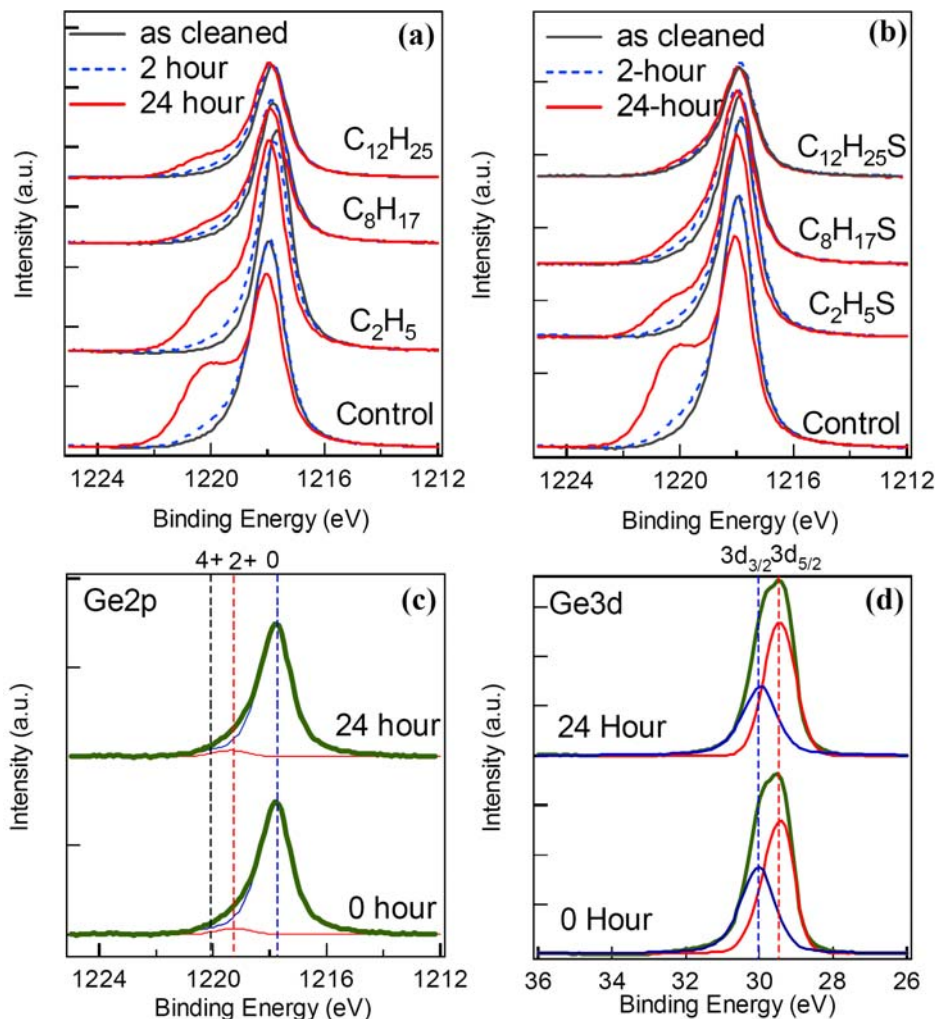 (a)
as cleaned
2 hour
24 hour
C₁₂H₂₅
C₈H₁₇
C₂H₅
Control
Intensity (a.u.)
1224 1220 1216 1212
Binding Energy (eV)
(b)
as cleaned
2-hour
24-hour
C₁₂H₂₅S
C₈H₁₇S
C₂H₅S
Control
Intensity (a.u.)
1224 1220 1216 1212
Binding Energy (eV)
4+ 2+ 0
Ge2p (c)
24 hour
0 hour
Intensity (a.u.)
1224 1220 1216 1212
Binding Energy (eV)
3d₃/₂ 3d₅/₂
Ge3d (d)
24 Hour
0 Hour
Intensity (a.u.)
36 34 32 30 28 26
Binding Energy (eV)